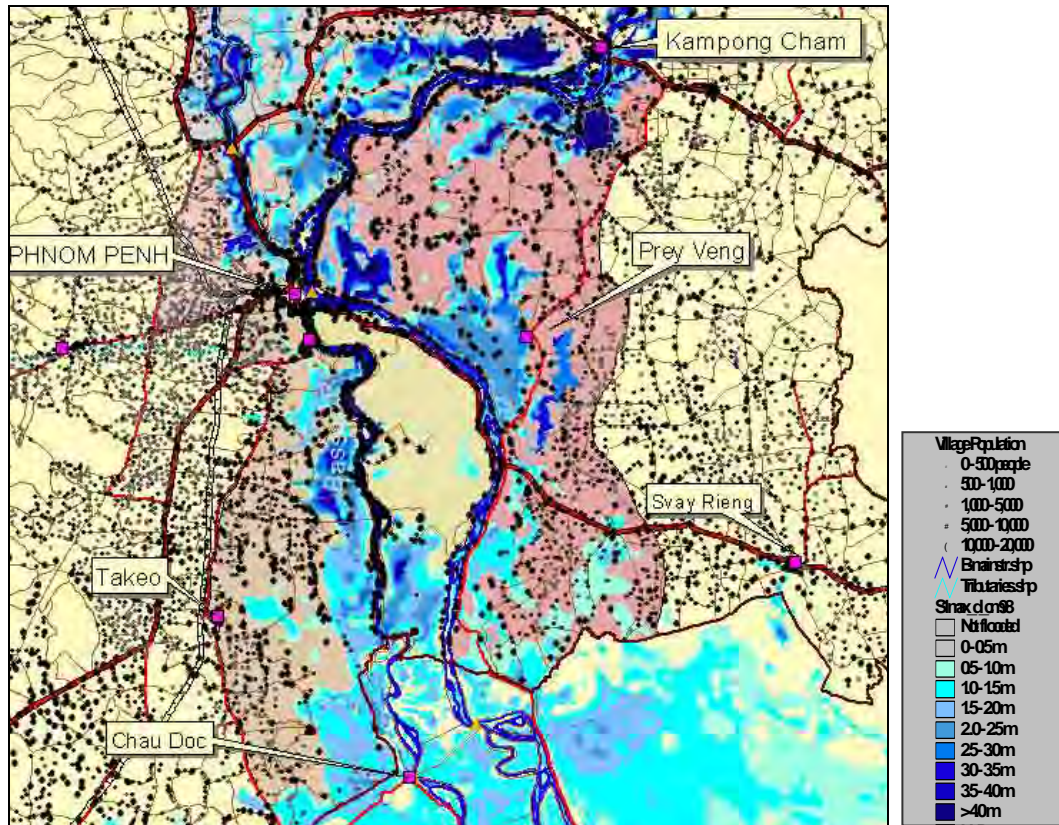 Kampong Cham
PHNOM PENH
Prey Veng
Bass
Svay Rieng
Takeo
Chau Doc
Village Population
0-500 people
500-1,000
1,000-5,000
5,000-10,000
10,000-20,000
Tributaries.shp
Not flooded
0-0.5m
0.5-1.0m
1.0-1.5m
1.5-2.0m
2.0-2.5m
2.5-3.0m
3.0-3.5m
3.5-4.0m
>4.0m